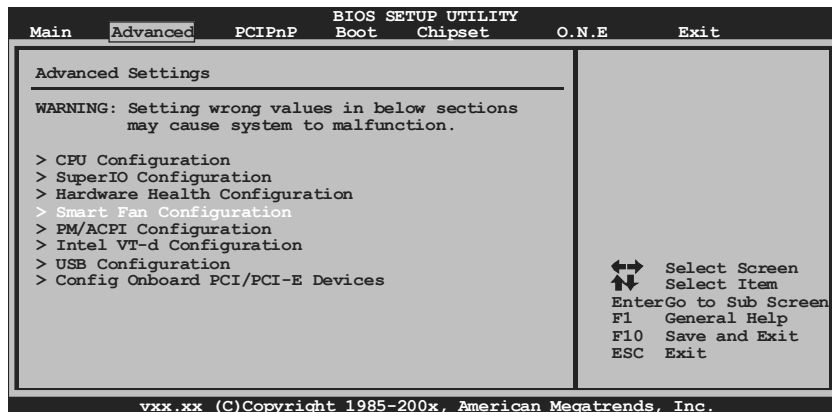 BIOS SETUP UTILITY
Main Advanced PCIPnP Boot Chipset O.N.E Exit
Advanced Settings
WARNING: Setting wrong values in below sections
may cause system to malfunction.
> CPU Configuration
> SuperIO Configuration
> Hardware Health Configuration
> Smart Fan Configuration
> PM/ACPI Configuration
> Intel VT-d Configuration
> USB Configuration
> Config Onboard PCI/PCI-E Devices
Select Screen
Select Item
EnterGo to Sub Screen
F1 General Help
F10 Save and Exit
ESC Exit
vxx.xx (C)Copyright 1985-200x, American Megatrends, Inc.